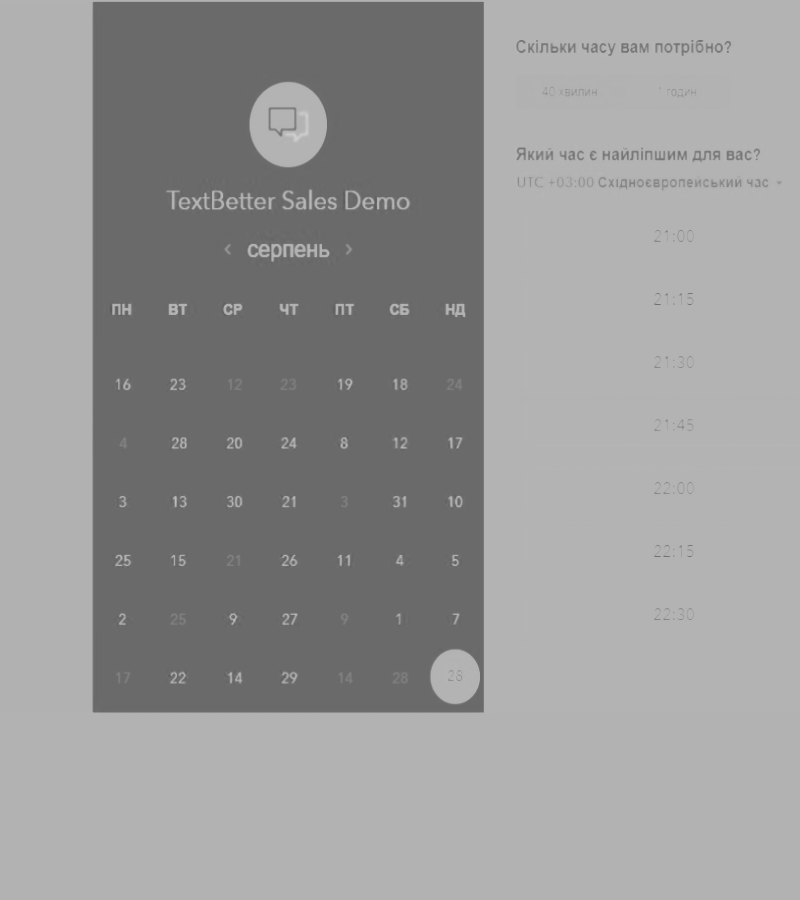 TextBetter Sales Demo
серпень
ПН ВТ СР ЧТ ПТ СБ НД
16 23 12 23 19 18 24
4 28 20 24 8 12 17
3 13 30 21 3 31 10
25 15 21 26 11 4 5
2 25 9 27 9 1 7
17 22 14 29 14 28 28
Скільки часу вам потрібно?
40 хвилин 1 годин
Який час є найліпшим для вас?
UTC +03:00 Східноєвропейський час
21:00
21:15
21:30
21:45
22:00
22:15
22:30